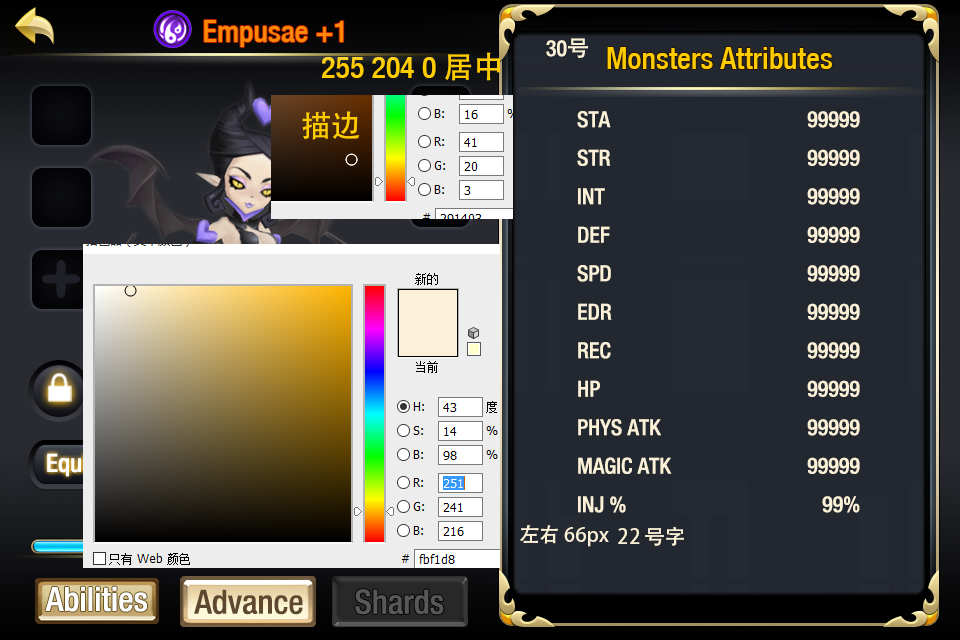 Empusae +1
255 204 0 居中
描边
B: 16 %
R: 41
G: 20
B: 3
# 291403
30号
Monsters Attributes
STA 99999
STR 99999
INT 99999
DEF 99999
SPD 99999
EDR 99999
REC 99999
HP 99999
PHYS ATK 99999
MAGIC ATK 99999
INJ % 99%
左右 66px 22 号字
新的
当前
H: 43 度
S: 14 %
B: 98 %
R: 251
G: 241
B: 216
# fbf1d8
只有 Web 颜色
Equi
Abilities
Advance
Shards